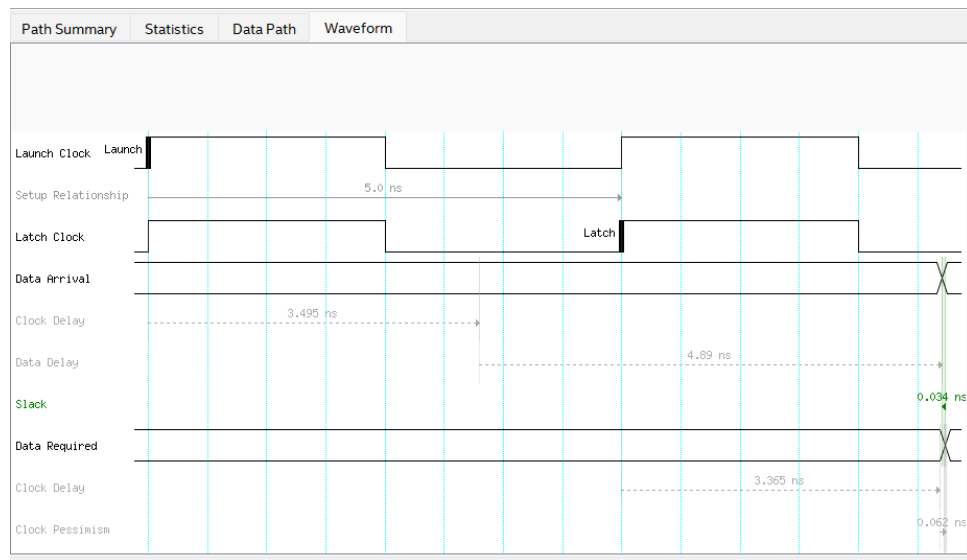 Path Summary Statistics Data Path Waveform
Launch Clock Launch
Setup Relationship 5.0 ns
Latch Clock Latch
Data Arrival
Clock Delay 3.495 ns
Data Delay 4.89 ns
Slack 0.034 ns
Data Required
Clock Delay 3.365 ns
Clock Pessimism 0.062 ns